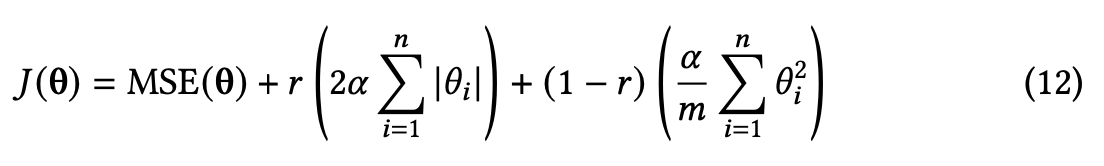 J(θ) = MSE(θ) + r (2α ∑_{i=1}^{n} |θ_i|) + (1 − r) (α/m ∑_{i=1}^{n} θ_i^2) (12)